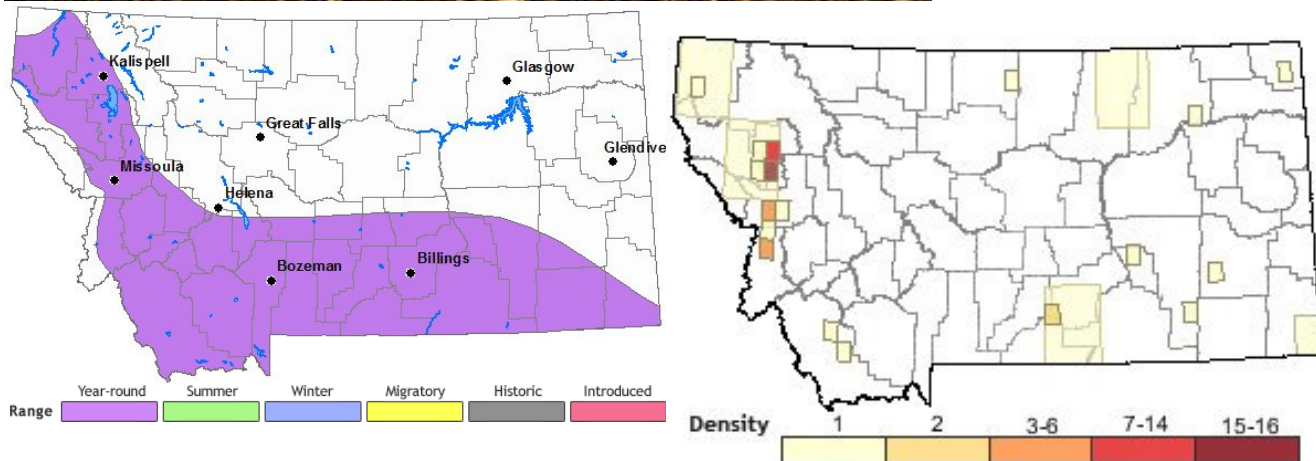 Kalispell
Glasgow
Great Falls
Glendive
Missoula
Helena
Bozeman
Billings
Year-round Summer Winter Migratory Historic Introduced
Range
Density 1 2 3-6 7-14 15-16